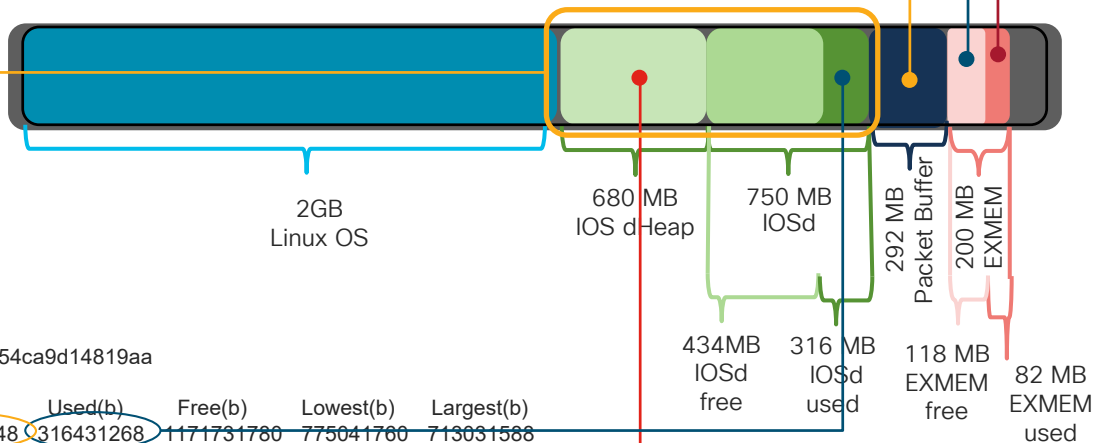 2GB
Linux OS
680 MB
IOS dHeap
750 MB
IOSd
292 MB
Packet Buffer
200 MB
EXMEM
434MB
IOSd
free
316 MB
IOSd
used
118 MB
EXMEM
free
82 MB
EXMEM
used
54ca9d14819aa
Used(b) Free(b) Lowest(b) Largest(b)
48 316431268 1171731780 775041760 713031588